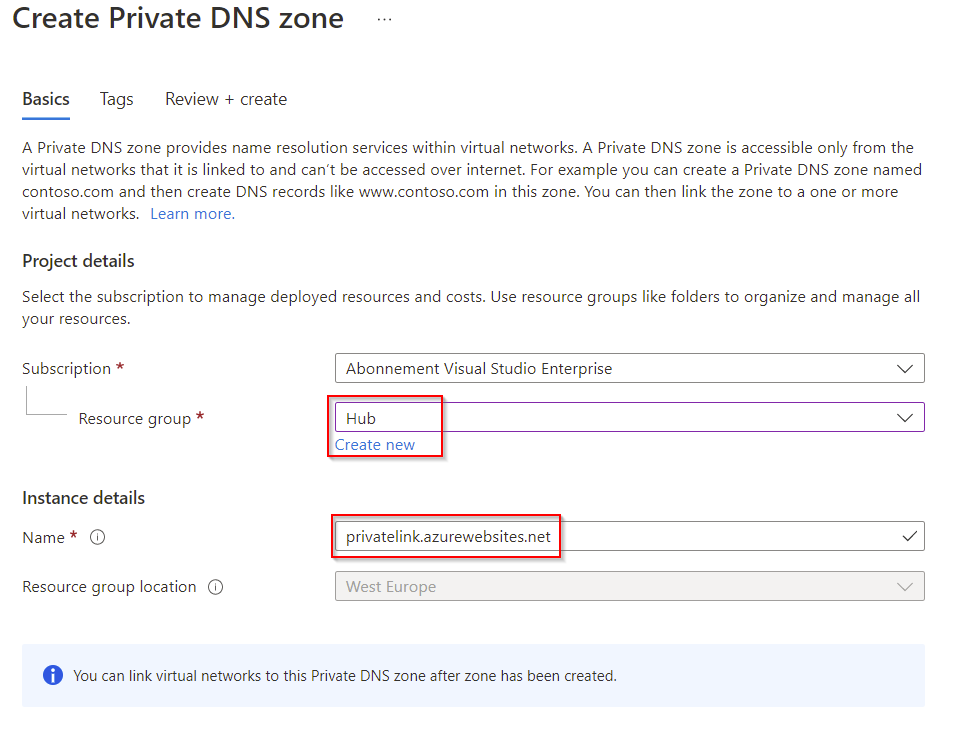 Create Private DNS zone ...
Basics Tags Review + create
A Private DNS zone provides name resolution services within virtual networks. A Private DNS zone is accessible only from the
virtual networks that it is linked to and can't be accessed over internet. For example you can create a Private DNS zone named
contoso.com and then create DNS records like www.contoso.com in this zone. You can then link the zone to a one or more
virtual networks. Learn more.
Project details
Select the subscription to manage deployed resources and costs. Use resource groups like folders to organize and manage all
your resources.
Subscription * Abonnement Visual Studio Enterprise
Resource group * Hub
Create new
Instance details
Name * privatelink.azurewebsites.net
Resource group location West Europe
You can link virtual networks to this Private DNS zone after zone has been created.